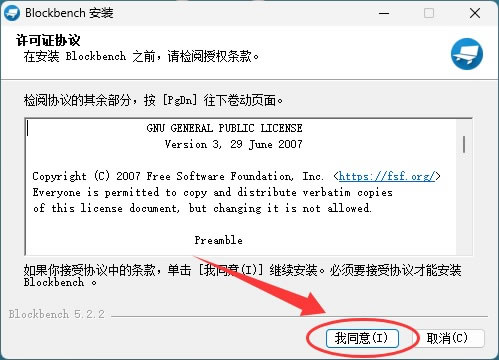 Blockbench 安装
许可证协议
在安装 Blockbench 之前，请检阅授权条款。
检阅协议的其余部分，按 [PgDn] 往下卷动页面。
GNU GENERAL PUBLIC LICENSE
Version 3, 29 June 2007
Copyright (C) 2007 Free Software Foundation, Inc. <https://fsf.org/>
Everyone is permitted to copy and distribute verbatim copies
of this license document, but changing it is not allowed.
Preamble
如果你接受协议中的条款，单击 [我同意(I)] 继续安装。必须要接受协议才能安装
Blockbench 。
Blockbench 5.2.2
我同意(I)
取消(C)